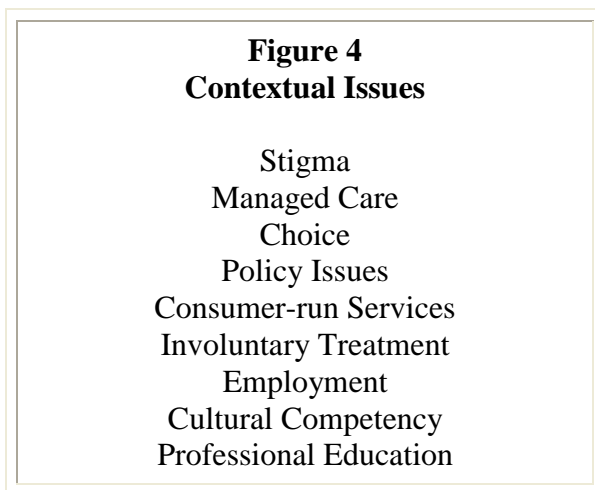 Figure 4
Contextual Issues
Stigma
Managed Care
Choice
Policy Issues
Consumer-run Services
Involuntary Treatment
Employment
Cultural Competency
Professional Education